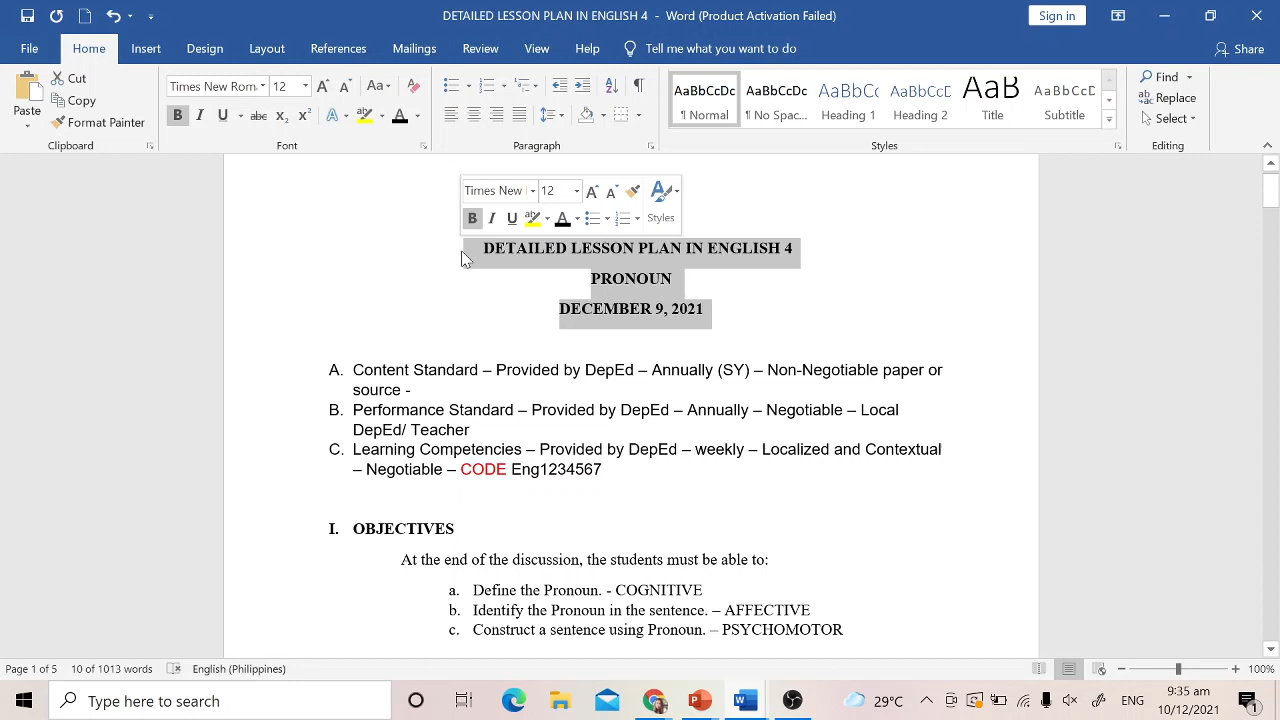 DETAILED LESSON PLAN IN ENGLISH 4 - Word (Product Activation Failed)
Sign in
File Home Insert Design Layout References Mailings Review View Help Tell me what you want to do Share
Paste
Cut
Copy
Format Painter
Clipboard
Times New Rom 12
Font
Paragraph
AaBbCcDc AaBbCcDc AaBbCc AaBbCcD AaB AaBbCcD
¶ Normal ¶ No Spac... Heading 1 Heading 2 Title Subtitle
Styles
Find
Replace
Select
Editing
Times New 12
Styles
DETAILED LESSON PLAN IN ENGLISH 4
PRONOUN
DECEMBER 9, 2021
A. Content Standard – Provided by DepEd – Annually (SY) – Non-Negotiable paper or
source -
B. Performance Standard – Provided by DepEd – Annually – Negotiable – Local
DepEd/ Teacher
C. Learning Competencies – Provided by DepEd – weekly – Localized and Contextual
– Negotiable – CODE Eng1234567
I. OBJECTIVES
At the end of the discussion, the students must be able to:
a. Define the Pronoun. - COGNITIVE
b. Identify the Pronoun in the sentence. – AFFECTIVE
c. Construct a sentence using Pronoun. – PSYCHOMOTOR
Page 1 of 5 10 of 1013 words English (Philippines) 100%
Type here to search
29°C ENG 9:35 am
10/12/2021
1